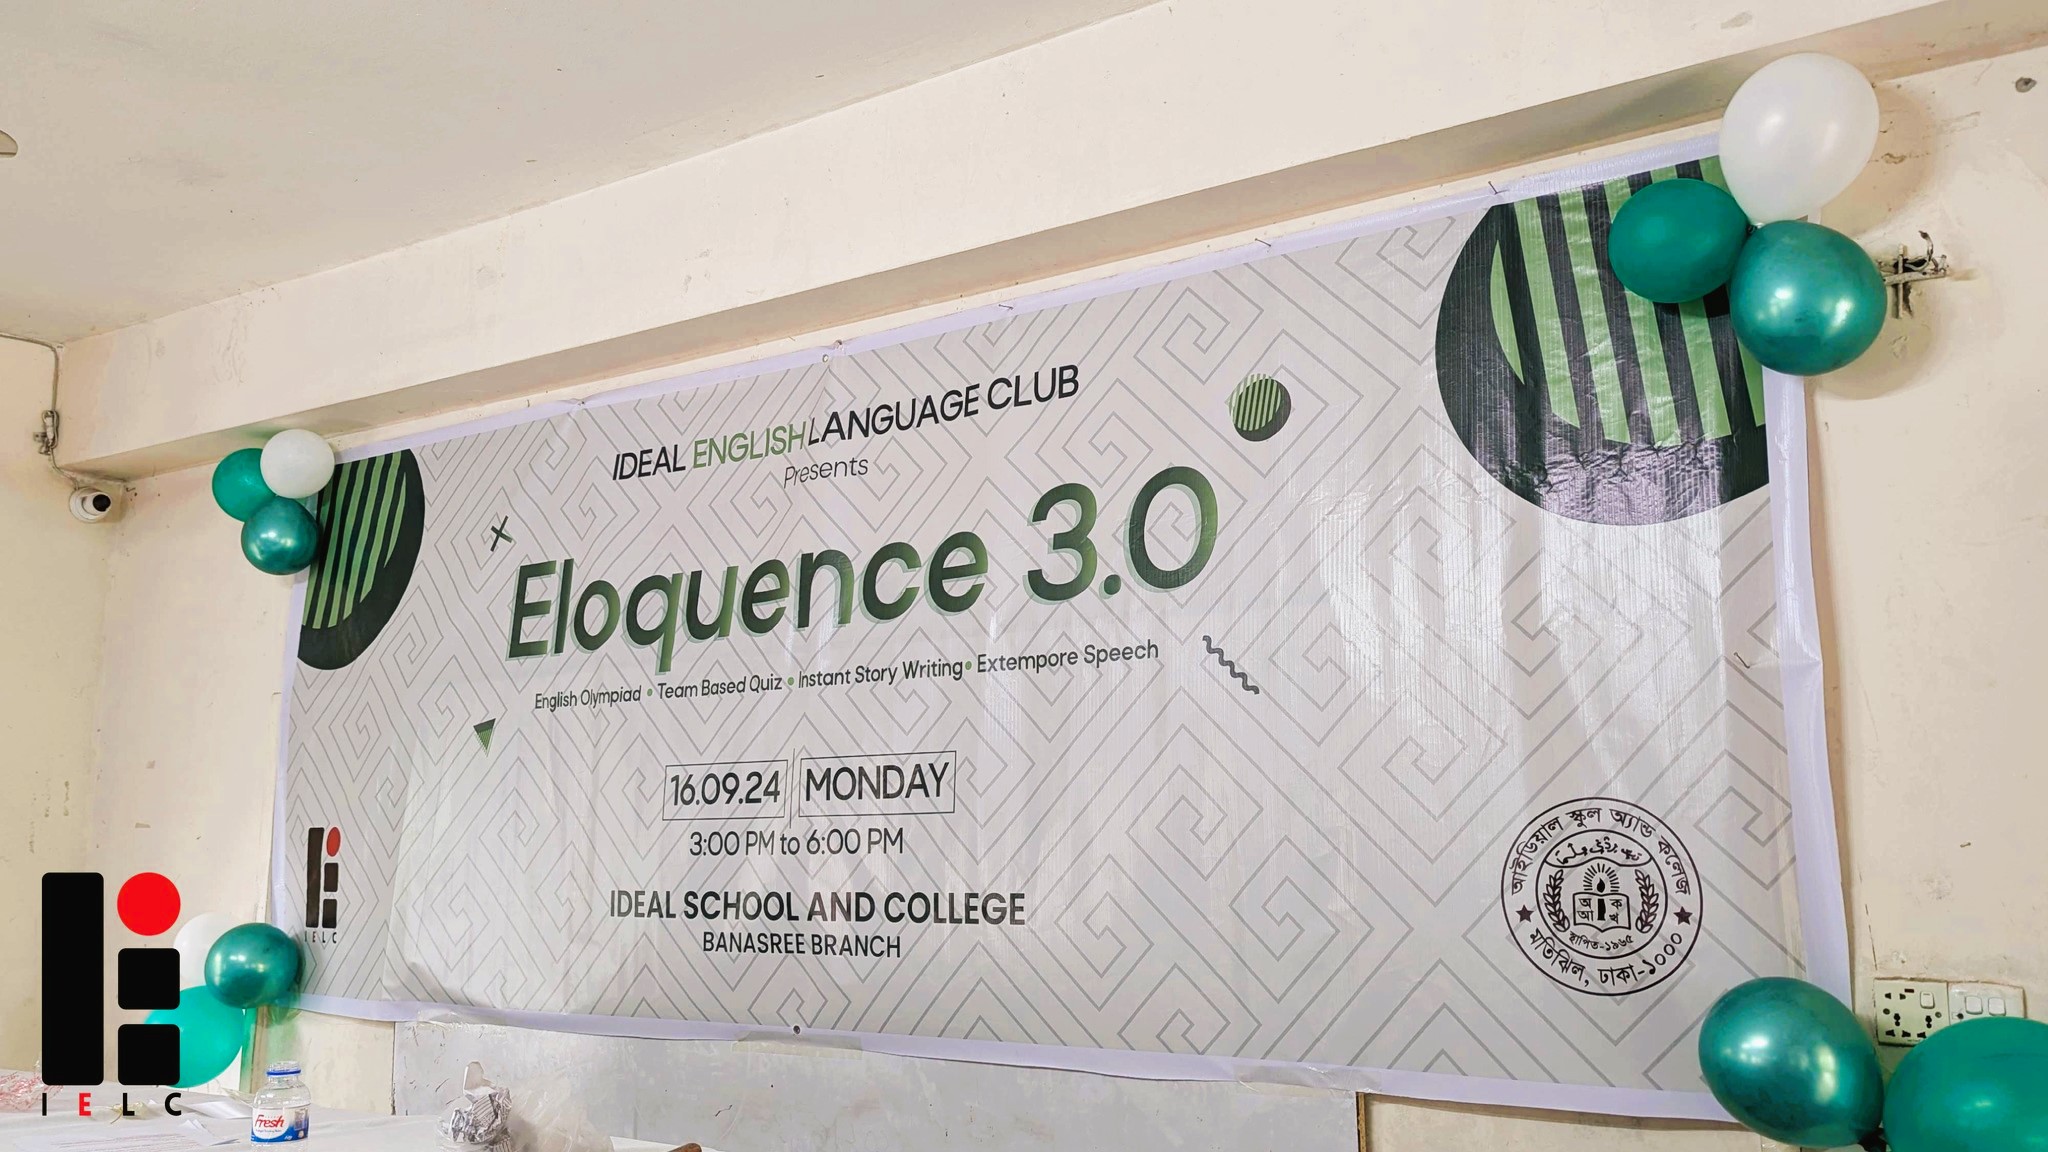 IDEAL ENGLISH LANGUAGE CLUB
Presents
Eloquence 3.0
English Olympiad • Team Based Quiz • Instant Story Writing • Extempore Speech
16.09.24 MONDAY
3:00 PM to 6:00 PM
IDEAL SCHOOL AND COLLEGE
BANASREE BRANCH
IELC
আইডিয়াল স্কুল অ্যান্ড কলেজ
অ আ ক খ
স্থাপিত-১৯৬৫
মতিঝিল, ঢাকা-১০০০
IELC
Fresh